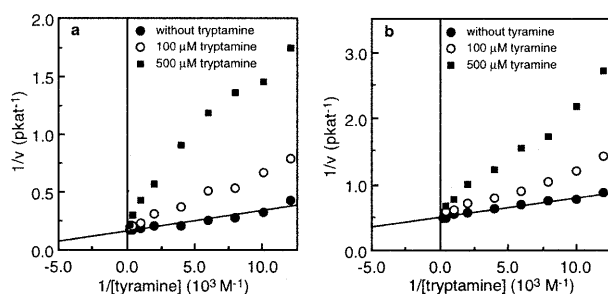 a
● without tryptamine
○ 100 μM tryptamine
■ 500 μM tryptamine
2.0
1.5
1.0
0.5
0.0
1/v (pkat-1)
-5.0 0.0 5.0 10.0
1/[tyramine] (10³ M⁻¹)
b
● without tyramine
○ 100 μM tyramine
■ 500 μM tyramine
3.0
2.0
1.0
0.0
1/v (pkat-1)
-5.0 0.0 5.0 10.0
1/[tryptamine] (10³ M⁻¹)